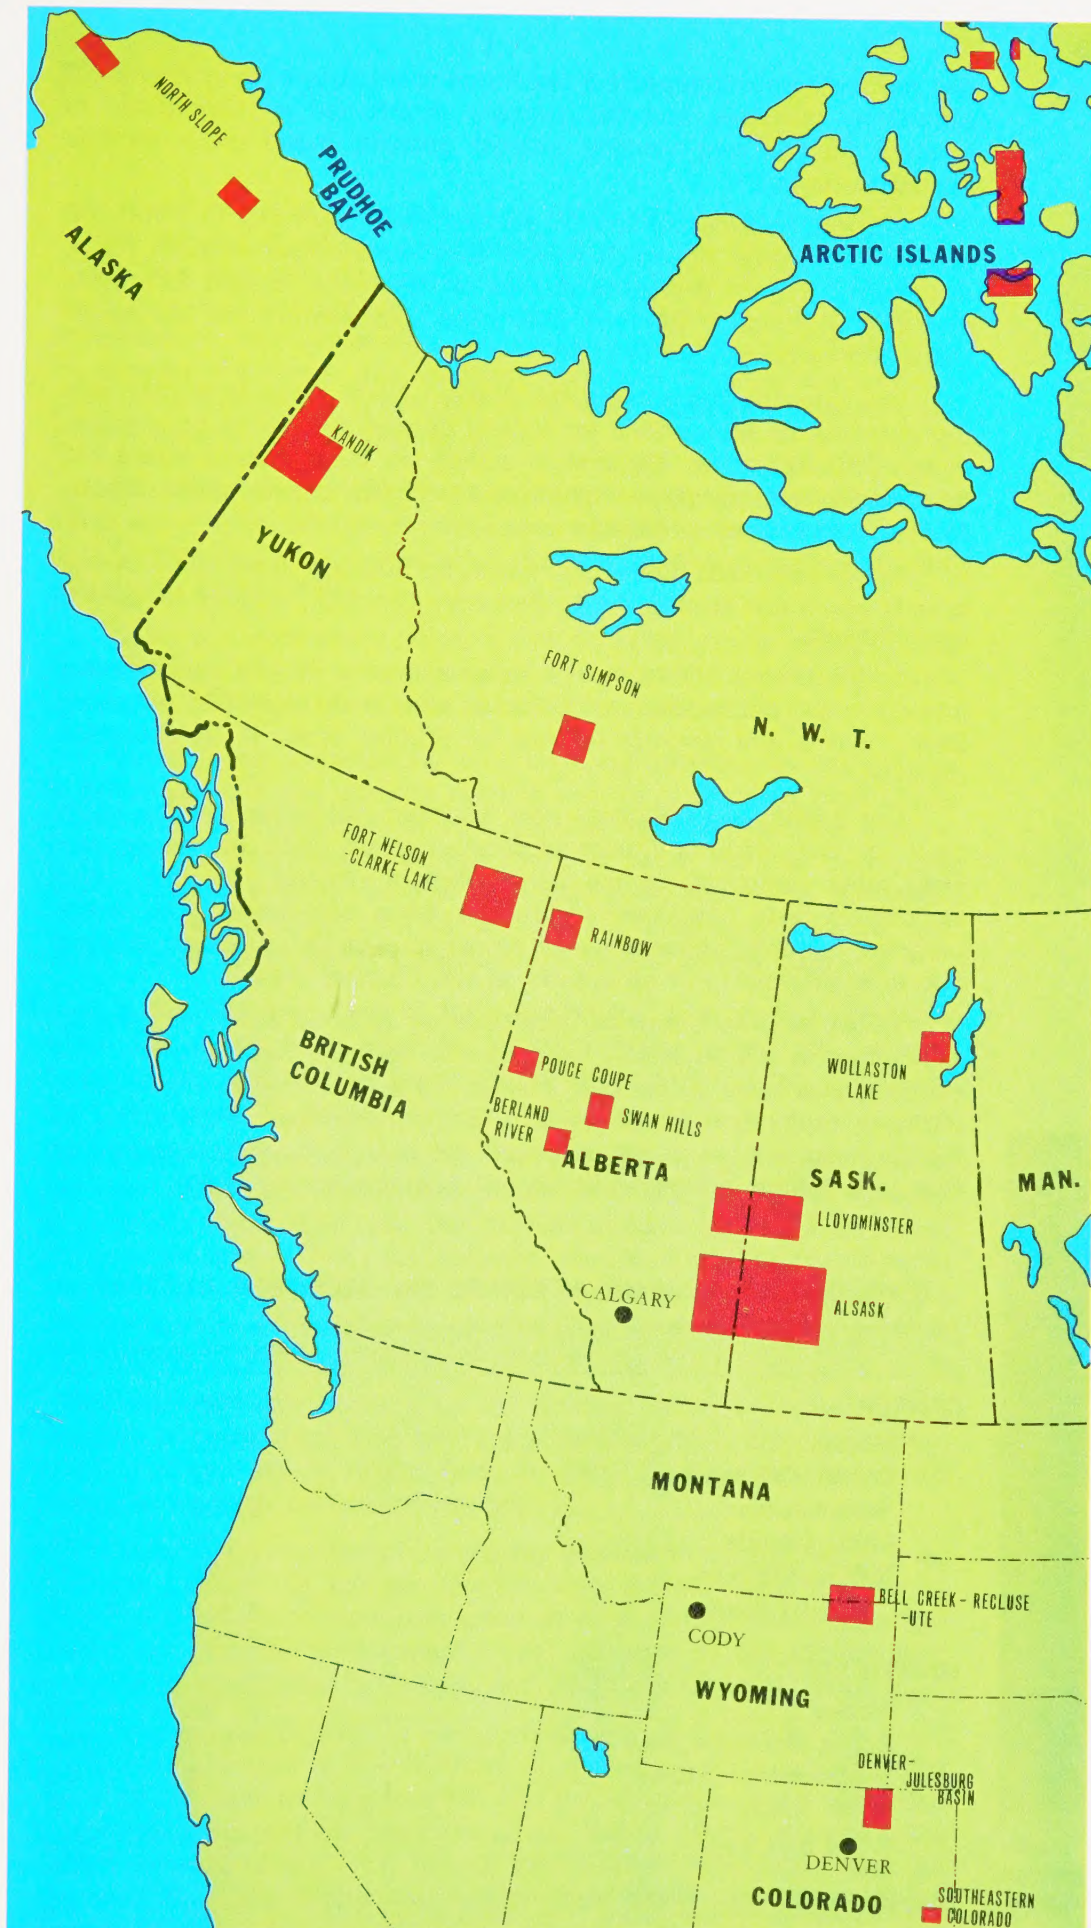 NORTH SLOPE
PRUDHOE
BAY
ALASKA
ARCTIC ISLANDS
KANDIK
YUKON
FORT SIMPSON
N. W. T.
FORT NELSON
-CLARKE LAKE
RAINBOW
BRITISH
COLUMBIA
POUCE COUPE
WOLLASTON
LAKE
BERLAND
RIVER
SWAN HILLS
ALBERTA
SASK.
MAN.
LLOYDMINSTER
CALGARY
ALSASK
MONTANA
BELL CREEK - RECLUSE
-UTE
CODY
WYOMING
DENVER-
JULESBURG
BASIN
DENVER
COLORADO
SOUTHEASTERN
COLORADO